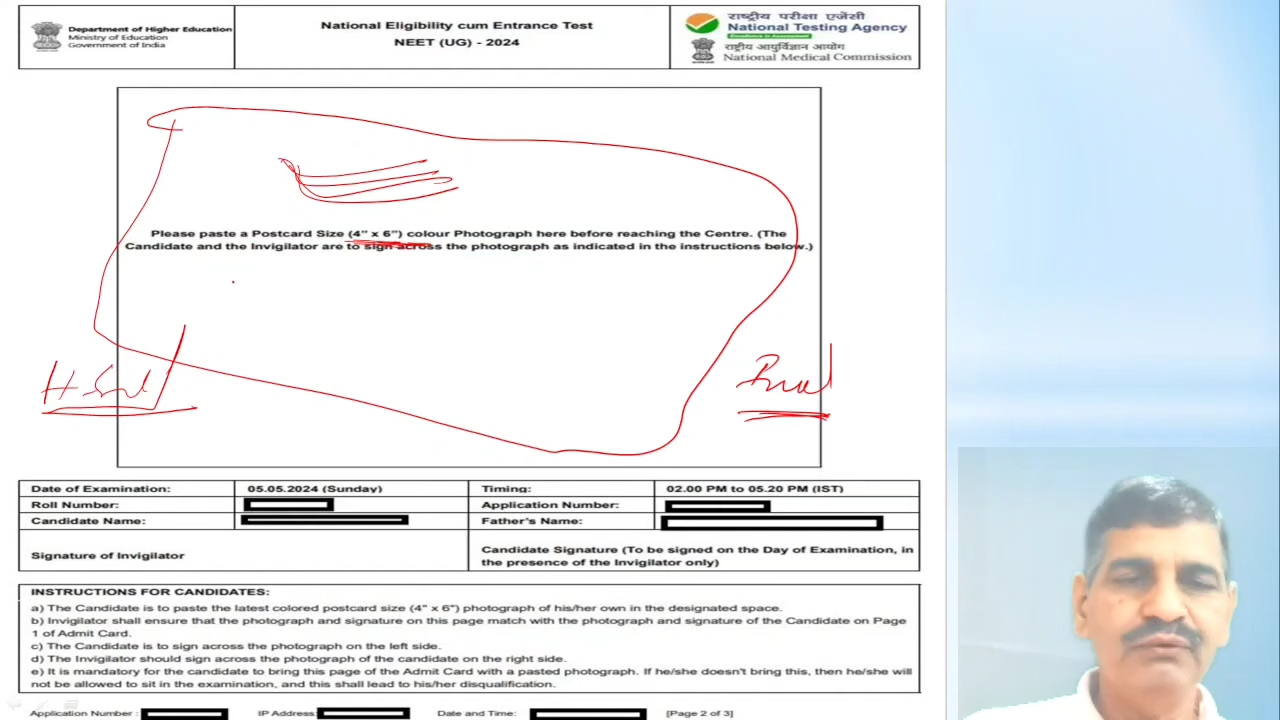 Department of Higher Education
Ministry of Education
Government of India
National Eligibility cum Entrance Test
NEET (UG) - 2024
राष्ट्रीय परीक्षा एजेंसी
National Testing Agency
Excellence in Assessment
राष्ट्रीय आयुर्विज्ञान आयोग
National Medical Commission
Please paste a Postcard Size (4" x 6") colour Photograph here before reaching the Centre. (The
Candidate and the Invigilator are to sign across the photograph as indicated in the instructions below.)
Date of Examination: 05.05.2024 (Sunday) Timing: 02.00 PM to 05.20 PM (IST)
Roll Number: Application Number:
Candidate Name: Father's Name:
Signature of Invigilator
Candidate Signature (To be signed on the Day of Examination, in
the presence of the Invigilator only)
INSTRUCTIONS FOR CANDIDATES:
a) The Candidate is to paste the latest colored postcard size (4" x 6") photograph of his/her own in the designated space.
b) Invigilator shall ensure that the photograph and signature on this page match with the photograph and signature of the Candidate on Page
1 of Admit Card.
c) The Candidate is to sign across the photograph on the left side.
d) The Invigilator should sign across the photograph of the candidate on the right side.
e) It is mandatory for the candidate to bring this page of the Admit Card with a pasted photograph. If he/she doesn't bring this, then he/she will
not be allowed to sit in the examination, and this shall lead to his/her disqualification.
Application Number : IP Address: Date and Time: [Page 2 of 3]